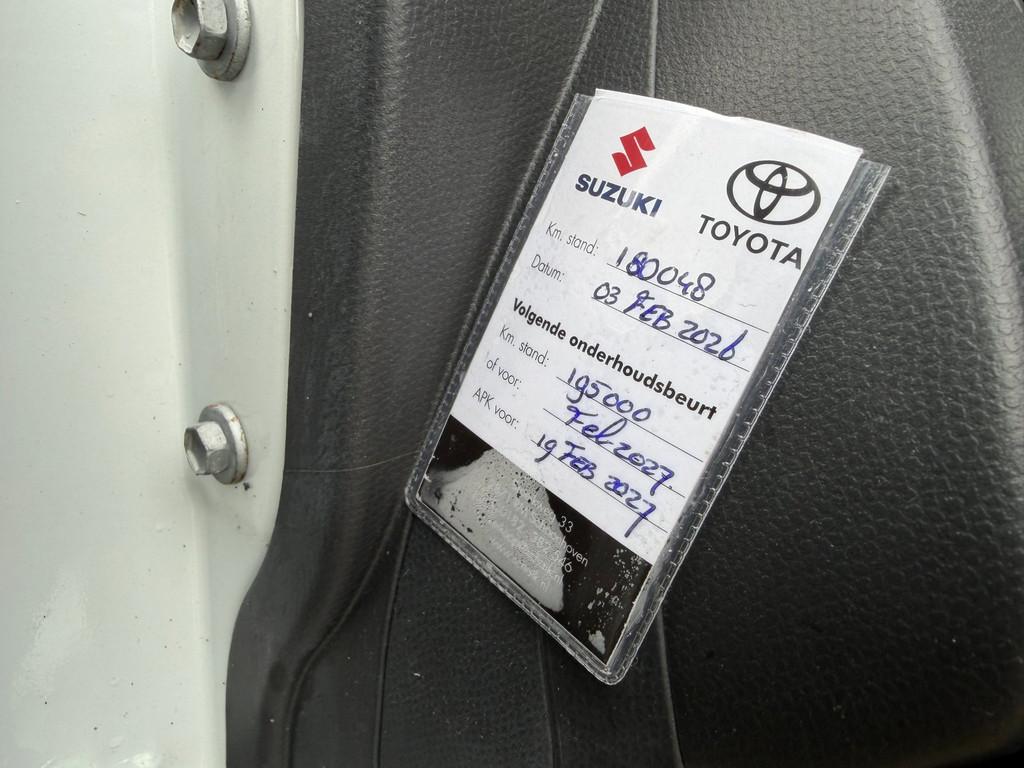 SUZUKI
TOYOTA
Km. stand: 180048
Datum: 03 FEB 2026
Volgende onderhoudsbeurt
Km. stand: 195000
of voor: Feb 2027
APK voor: 19 FEB 2027
33